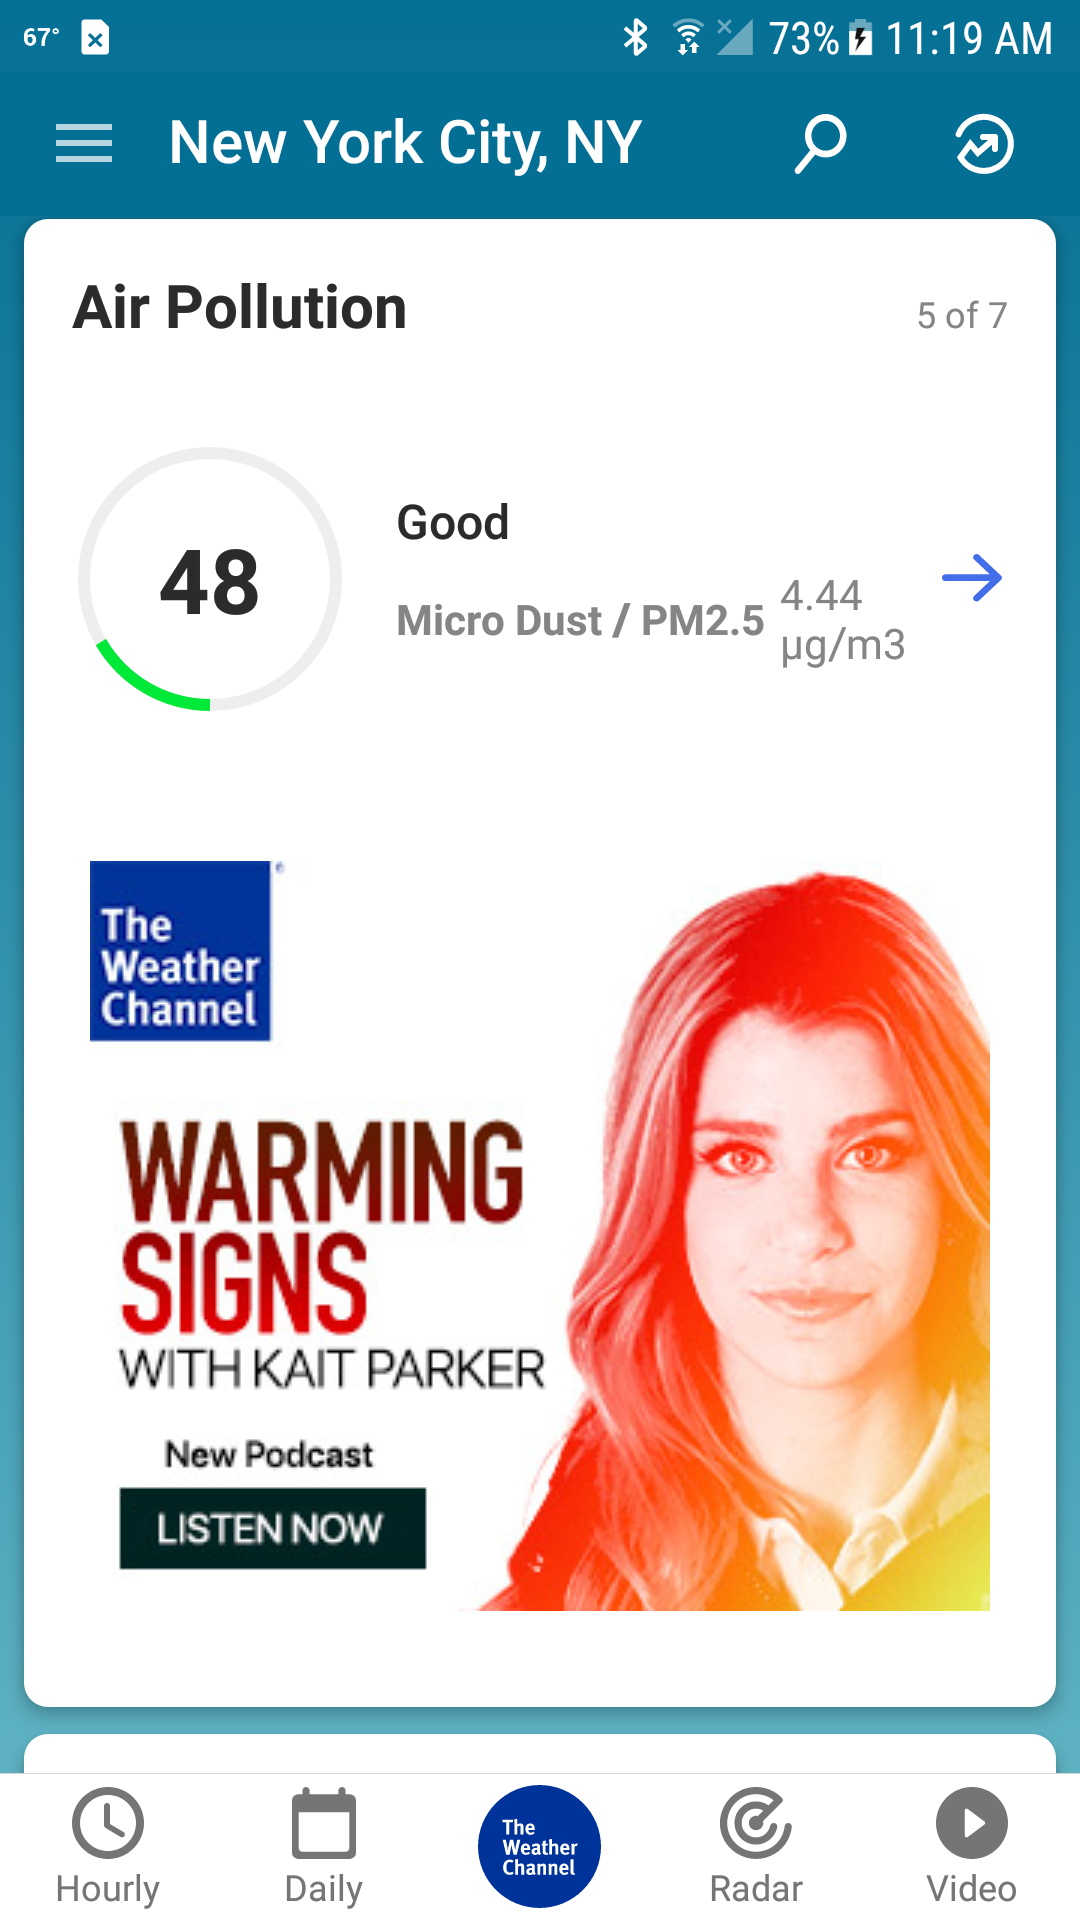 67°
73% 11:19 AM
New York City, NY
Air Pollution
5 of 7
48
Good
Micro Dust / PM2.5
4.44
µg/m3
The
Weather
Channel
WARMING
SIGNS
WITH KAIT PARKER
New Podcast
LISTEN NOW
Hourly
Daily
The
Weather
Channel
Radar
Video